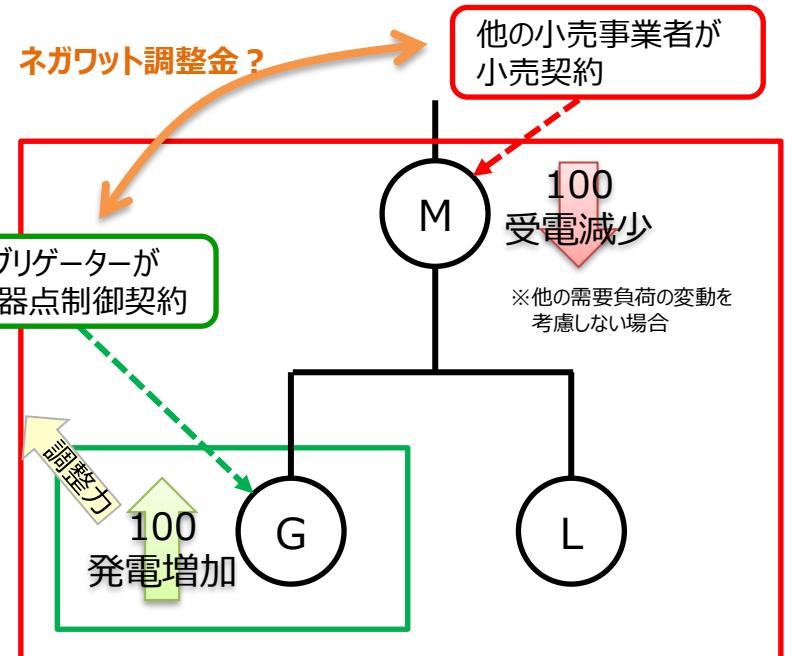 ネガワット調整金？
他の小売事業者が
小売契約
M
100
受電減少
※他の需要負荷の変動を
考慮しない場合
グリゲーターが
器点制御契約
調整力
100
発電増加
G
L